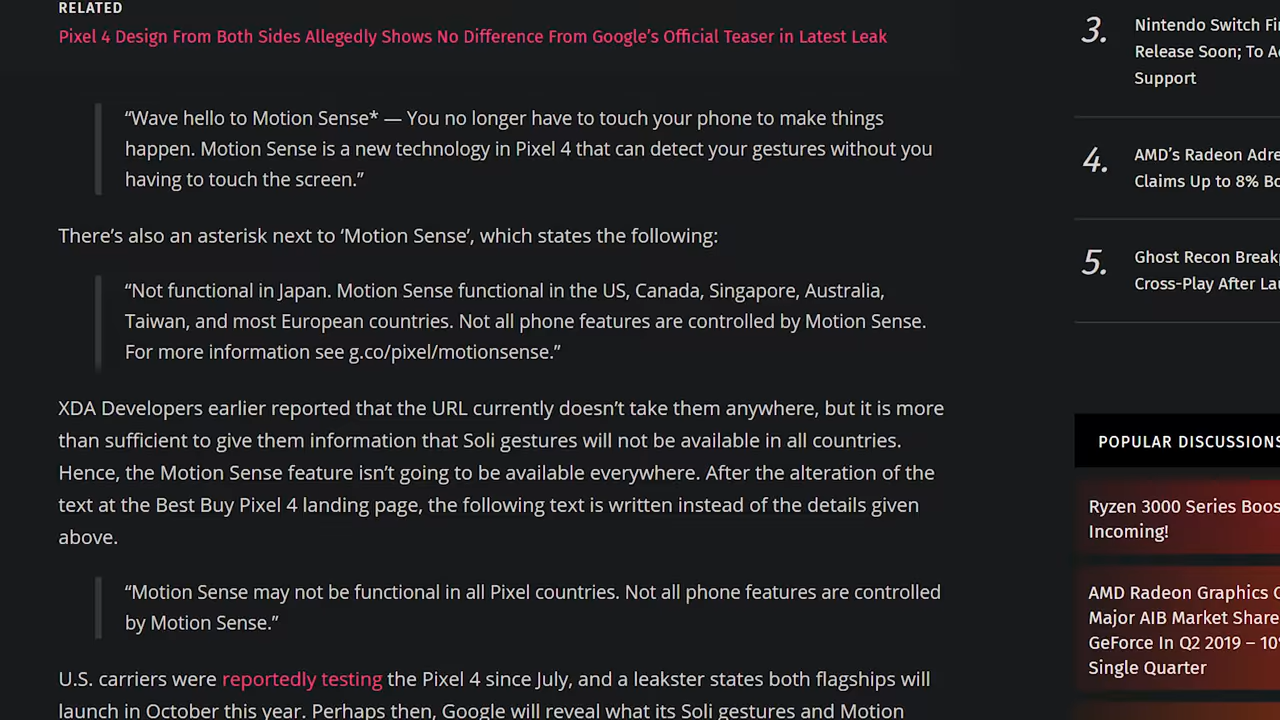 RELATED
Pixel 4 Design From Both Sides Allegedly Shows No Difference From Google’s Official Teaser in Latest Leak
“Wave hello to Motion Sense* — You no longer have to touch your phone to make things
happen. Motion Sense is a new technology in Pixel 4 that can detect your gestures without you
having to touch the screen.”
There’s also an asterisk next to ‘Motion Sense’, which states the following:
“Not functional in Japan. Motion Sense functional in the US, Canada, Singapore, Australia,
Taiwan, and most European countries. Not all phone features are controlled by Motion Sense.
For more information see g.co/pixel/motionsense.”
XDA Developers earlier reported that the URL currently doesn’t take them anywhere, but it is more
than sufficient to give them information that Soli gestures will not be available in all countries.
Hence, the Motion Sense feature isn’t going to be available everywhere. After the alteration of the
text at the Best Buy Pixel 4 landing page, the following text is written instead of the details given
above.
“Motion Sense may not be functional in all Pixel countries. Not all phone features are controlled
by Motion Sense.”
U.S. carriers were reportedly testing the Pixel 4 since July, and a leakster states both flagships will
launch in October this year. Perhaps then, Google will reveal what its Soli gestures and Motion
3.
Nintendo Switch Fi
Release Soon; To A
Support
4.
AMD’s Radeon Adre
Claims Up to 8% Bo
5.
Ghost Recon Break
Cross-Play After La
POPULAR DISCUSSIONS
Ryzen 3000 Series Boos
Incoming!
AMD Radeon Graphics C
Major AIB Market Share
GeForce In Q2 2019 – 10
Single Quarter